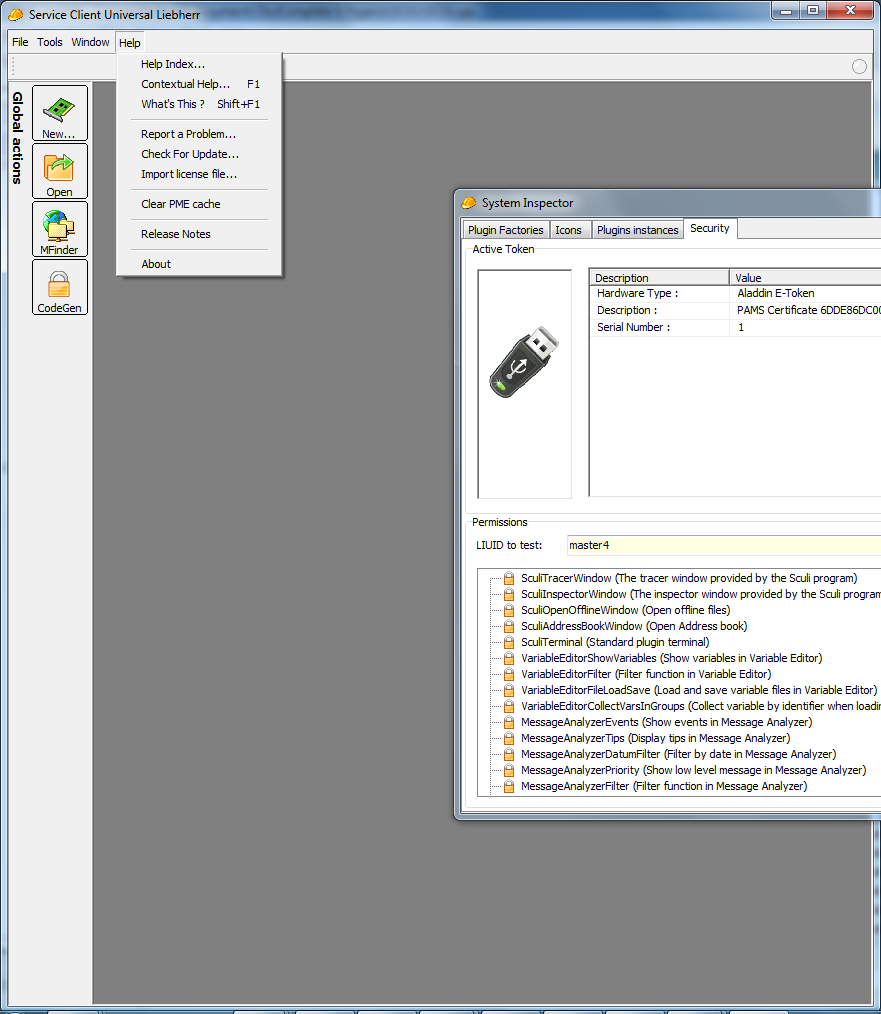 Service Client Universal Liebherr
File Tools Window Help
Help Index...
Contextual Help... F1
What's This ? Shift+F1
Report a Problem...
Check For Update...
Import license file...
Clear PME cache
Release Notes
About
Global actions
New...
Open
MFinder
CodeGen
System Inspector
Plugin Factories Icons Plugins instances Security
Active Token
Description Value
Hardware Type : Aladdin E-Token
Description : PAMS Certificate 6DDE86DC00
Serial Number : 1
Permissions
LIUID to test: master4
SculiTracerWindow (The tracer window provided by the Sculi program)
SculiInspectorWindow (The inspector window provided by the Sculi program
SculiOpenOfflineWindow (Open offline files)
SculiAddressBookWindow (Open Address book)
SculiTerminal (Standard plugin terminal)
VariableEditorShowVariables (Show variables in Variable Editor)
VariableEditorFilter (Filter function in Variable Editor)
VariableEditorFileLoadSave (Load and save variable files in Variable Editor)
VariableEditorCollectVarsInGroups (Collect variable by identifier when loadin
MessageAnalyzerEvents (Show events in Message Analyzer)
MessageAnalyzerTips (Display tips in Message Analyzer)
MessageAnalyzerDatumFilter (Filter by date in Message Analyzer)
MessageAnalyzerPriority (Show low level message in Message Analyzer)
MessageAnalyzerFilter (Filter function in Message Analyzer)